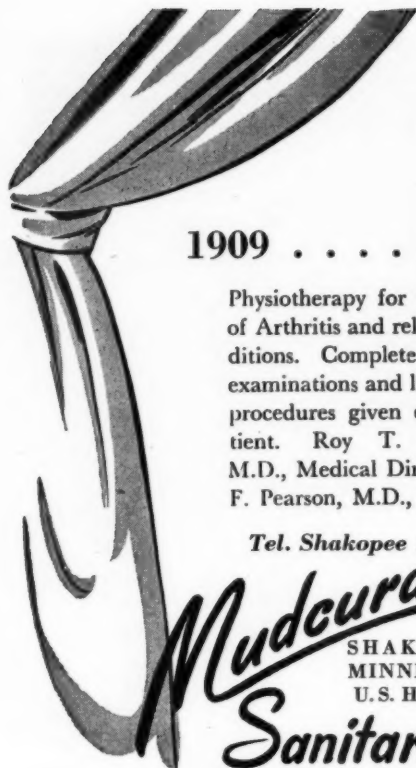 1909 . . . .
Physiotherapy for
of Arthritis and rel
ditions. Complete
examinations and l
procedures given
tient. Roy T.
M.D., Medical Dir
F. Pearson, M.D.,
Tel. Shakopee
Mudcura
SHAK
MINNE
U. S. H
Sanitar